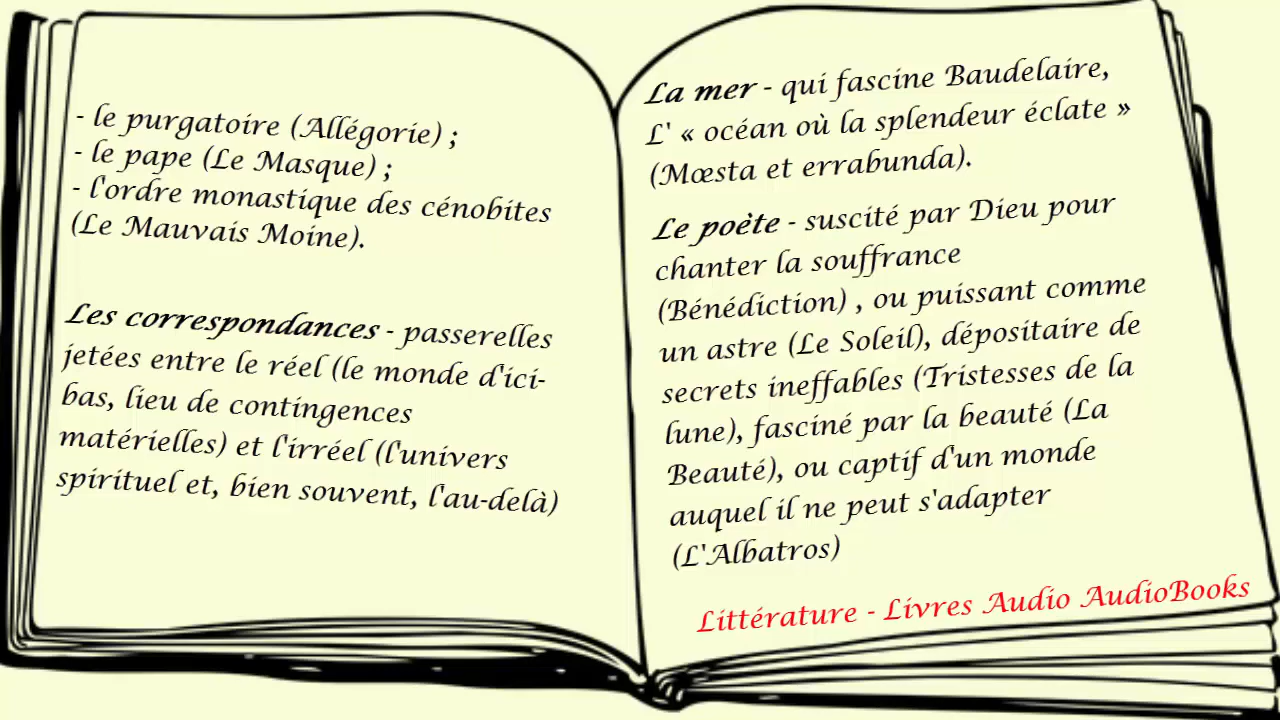 - le purgatoire (Allégorie) ;
- le pape (Le Masque) ;
- l'ordre monastique des cénobites
(Le Mauvais Moine).
Les correspondances - passerelles
jetées entre le réel (le monde d'ici-
bas, lieu de contingences
matérielles) et l'irréel (l'univers
spirituel et, bien souvent, l'au-delà)
La mer - qui fascine Baudelaire,
L' « océan où la splendeur éclate »
(Mœsta et errabunda).
Le poète - suscité par Dieu pour
chanter la souffrance
(Bénédiction) , ou puissant comme
un astre (Le Soleil), dépositaire de
secrets ineffables (Tristesses de la
lune), fasciné par la beauté (La
Beauté), ou captif d'un monde
auquel il ne peut s'adapter
(L'Albatros)
Littérature - Livres Audio AudioBooks